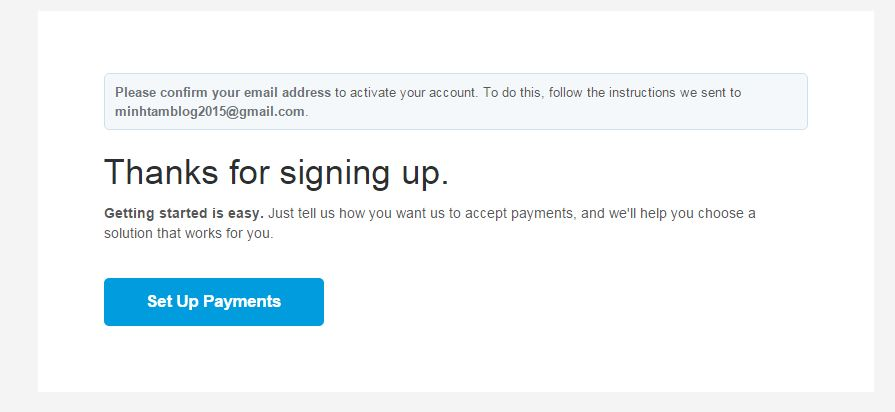 Please confirm your email address to activate your account. To do this, follow the instructions we sent to
minhtamblog2015@gmail.com.
Thanks for signing up.
Getting started is easy. Just tell us how you want us to accept payments, and we'll help you choose a
solution that works for you.
Set Up Payments